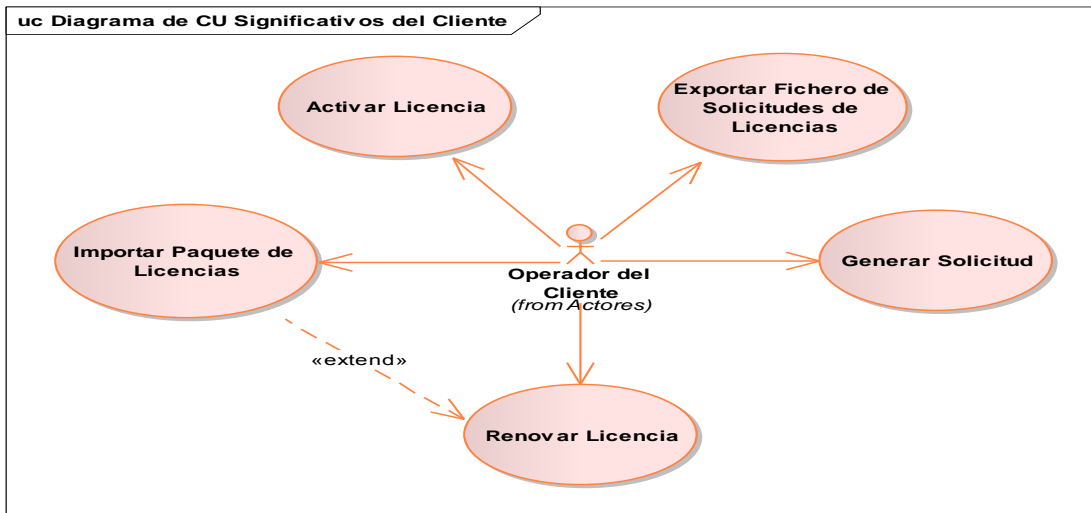 uc Diagrama de CU Significativos del Cliente
Activar Licencia
Exportar Fichero de
Solicitudes de
Licencias
Importar Paquete de
Licencias
Operador del
Cliente
(from Actores)
Generar Solicitud
«extend»
Renovar Licencia